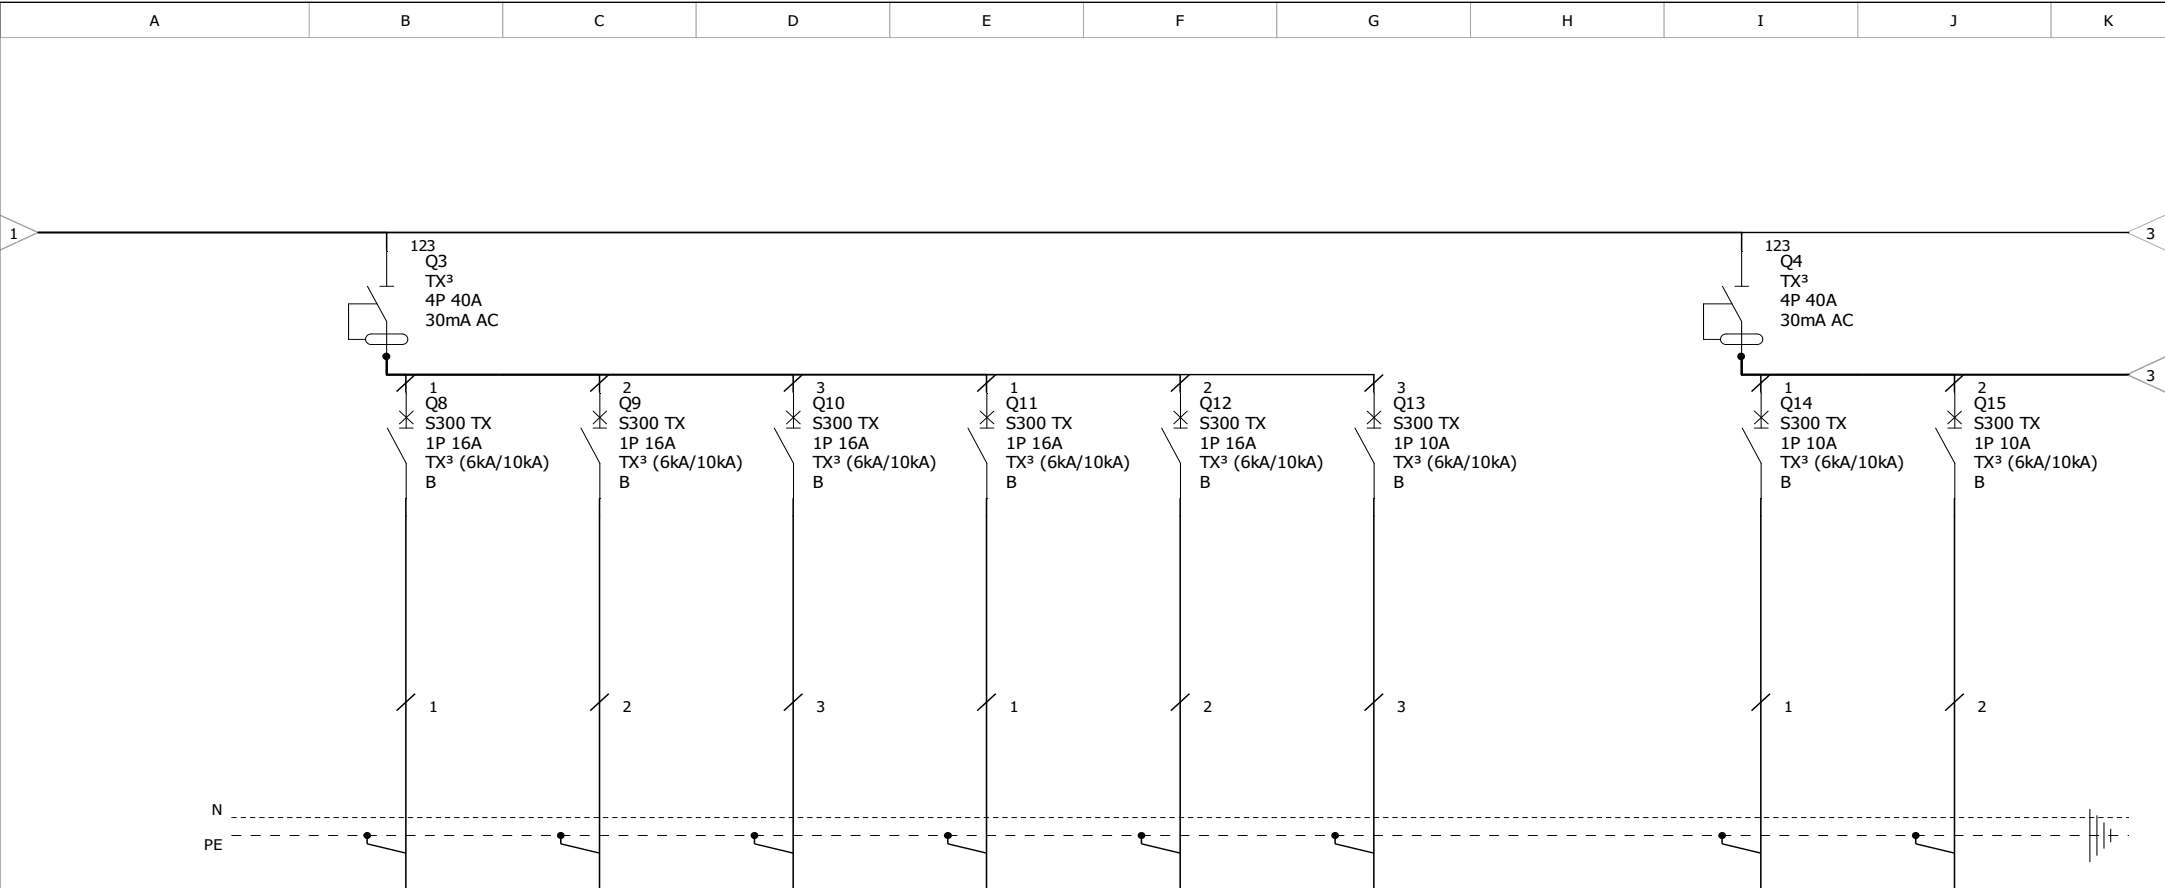 A B C D E F G H I J K
1
3
123
Q3
TX³
4P 40A
30mA AC
123
Q4
TX³
4P 40A
30mA AC
3
1
Q8
S300 TX
1P 16A
TX³ (6kA/10kA)
B
2
Q9
S300 TX
1P 16A
TX³ (6kA/10kA)
B
3
Q10
S300 TX
1P 16A
TX³ (6kA/10kA)
B
1
Q11
S300 TX
1P 16A
TX³ (6kA/10kA)
B
2
Q12
S300 TX
1P 16A
TX³ (6kA/10kA)
B
3
Q13
S300 TX
1P 10A
TX³ (6kA/10kA)
B
1
Q14
S300 TX
1P 10A
TX³ (6kA/10kA)
B
2
Q15
S300 TX
1P 10A
TX³ (6kA/10kA)
B
1 2 3 1 2 3 1 2
N
PE